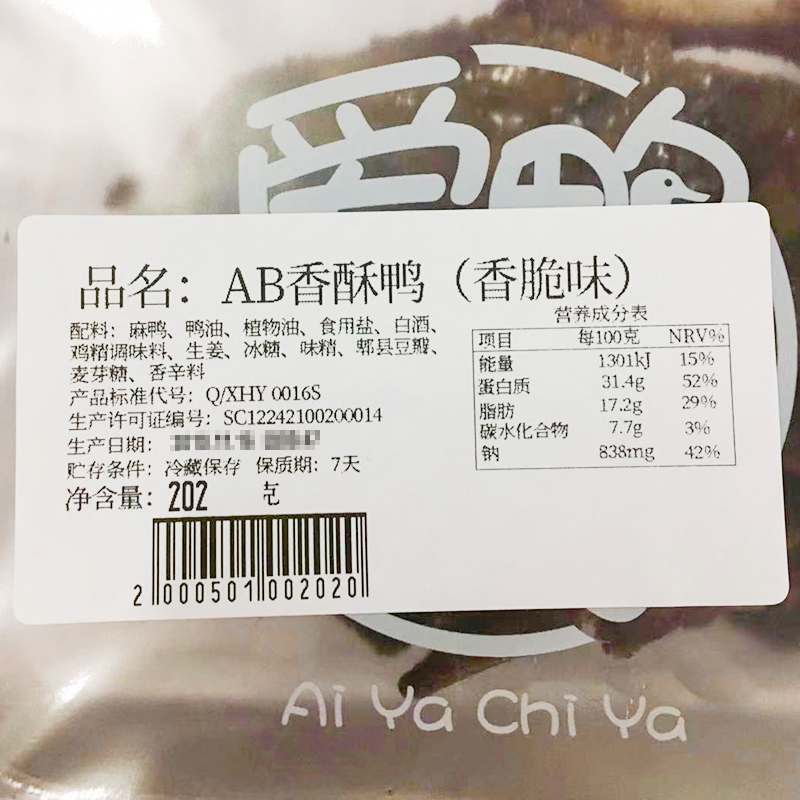 品名：AB香酥鸭（香脆味）
配料：麻鸭、鸭油、植物油、食用盐、白酒、
鸡精调味料、生姜、冰糖、味精、郫县豆瓣、
麦芽糖、香辛料
产品标准代号：Q/XHY 0016S
生产许可证编号：SC12242100200014
生产日期：
贮存条件：冷藏保存 保质期：7天
净含量：202 克
2 000501 002020
营养成分表
项目 每100克 NRV%
能量 1301kJ 15%
蛋白质 31.4g 52%
脂肪 17.2g 29%
碳水化合物 7.7g 3%
钠 838mg 42%
Ai Ya Chi Ya